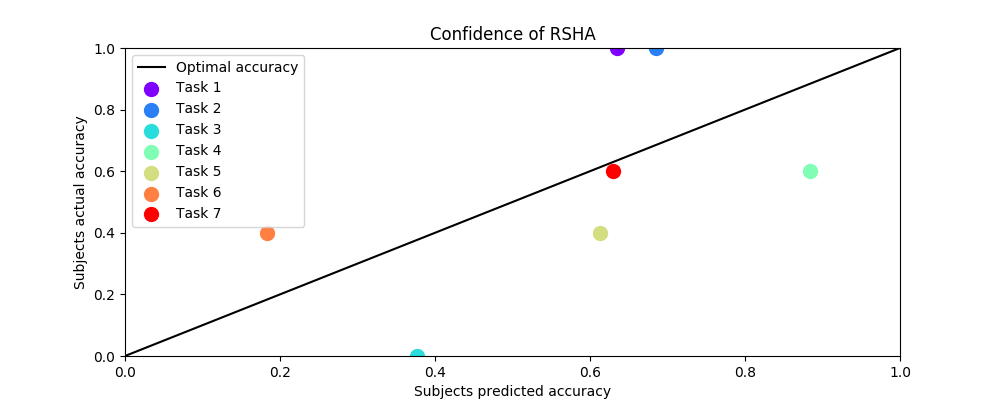 Confidence of RSHA
Subjects actual accuracy
1.0
0.8
0.6
0.4
0.2
0.0
Optimal accuracy
Task 1
Task 2
Task 3
Task 4
Task 5
Task 6
Task 7
0.0 0.2 0.4 0.6 0.8 1.0
Subjects predicted accuracy